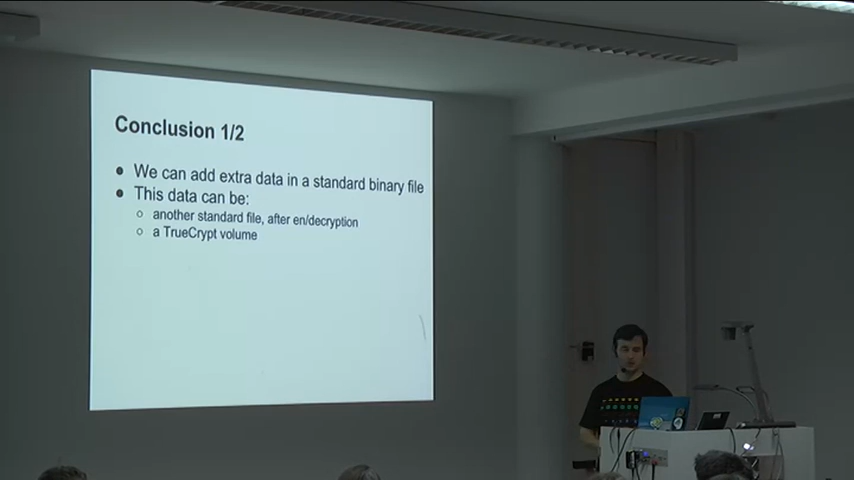 Conclusion 1/2
● We can add extra data in a standard binary file
● This data can be:
○ another standard file, after en/decryption
○ a TrueCrypt volume